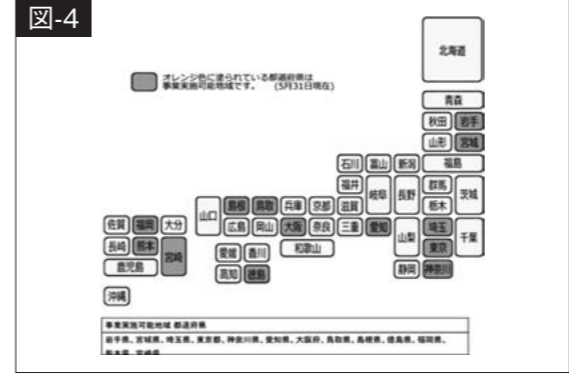 図-4
オレンジ色に塗られている都道府県は
事業実施可能地域です。 (5月31日現在)
北海道
青森
秋田 岩手
山形 宮城
石川 富山 新潟 福島
福井 岐阜 長野 群馬 茨城
山口 島根 鳥取 兵庫 京都 滋賀 栃木
佐賀 福岡 大分 広島 岡山 大阪 奈良 三重 愛知 山梨 埼玉 千葉
長崎 熊本 宮崎 愛媛 香川 和歌山 東京
鹿児島 高知 徳島 静岡 神奈川
沖縄
事業実施可能地域 都道府県
岩手県、宮城県、埼玉県、東京都、神奈川県、愛知県、大阪府、鳥取県、島根県、徳島県、福岡県、
熊本県、宮崎県